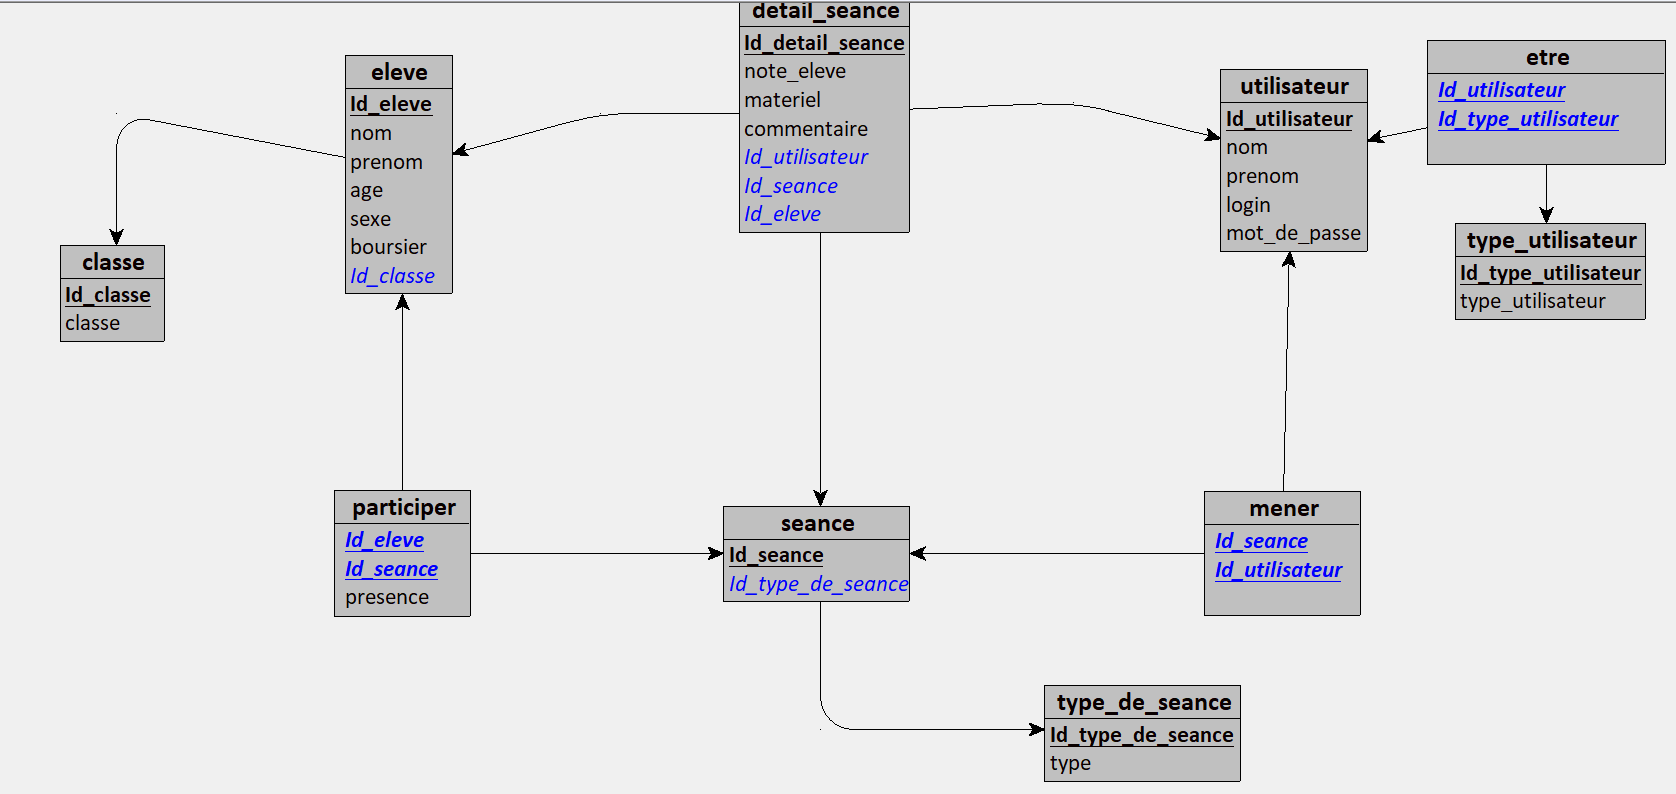 detail_seance
Id_detail_seance
note_eleve
materiel
commentaire
Id_utilisateur
Id_seance
Id_eleve
eleve
Id_eleve
nom
prenom
age
sexe
boursier
Id_classe
utilisateur
Id_utilisateur
nom
prenom
login
mot_de_passe
etre
Id_utilisateur
Id_type_utilisateur
type_utilisateur
Id_type_utilisateur
type_utilisateur
classe
Id_classe
classe
participer
Id_eleve
Id_seance
presence
seance
Id_seance
Id_type_de_seance
mener
Id_seance
Id_utilisateur
type_de_seance
Id_type_de_seance
type